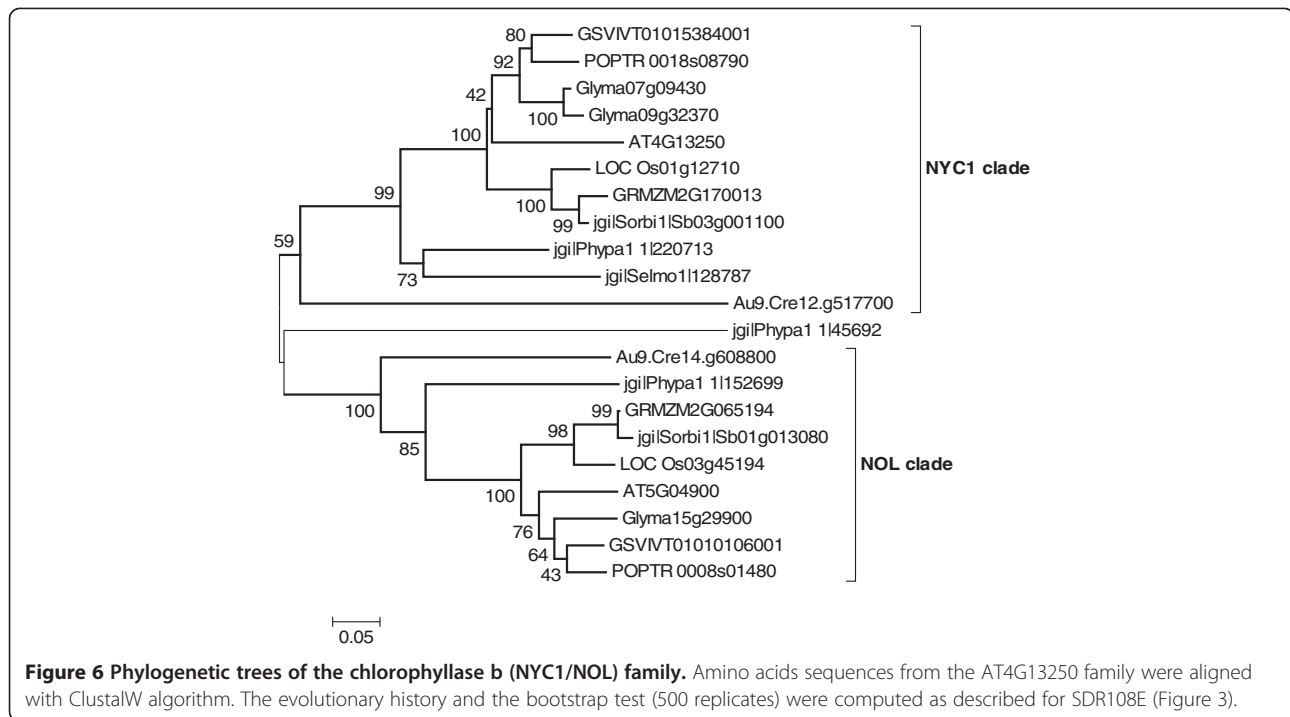 80
GSVIVT01015384001
POPTR 0018s08790
92
Glyma07g09430
42
Glyma09g32370
100
100
AT4G13250
LOC Os01g12710
NYC1 clade
99
GRMZM2G170013
100
jgi|Sorbi1|Sb03g001100
99
59
jgi|Phypa1 1|220713
73
jgi|Selmo1|128787
Au9.Cre12.g517700
jgi|Phypa1 1|45692
Au9.Cre14.g608800
100
jgi|Phypa1 1|152699
99
GRMZM2G065194
98
jgi|Sorbi1|Sb01g013080
85
LOC Os03g45194
NOL clade
100
AT5G04900
76
Glyma15g29900
64
GSVIVT01010106001
43
POPTR 0008s01480
0.05
Figure 6 Phylogenetic trees of the chlorophyllase b (NYC1/NOL) family. Amino acids sequences from the AT4G13250 family were aligned
with ClustalW algorithm. The evolutionary history and the bootstrap test (500 replicates) were computed as described for SDR108E (Figure 3).